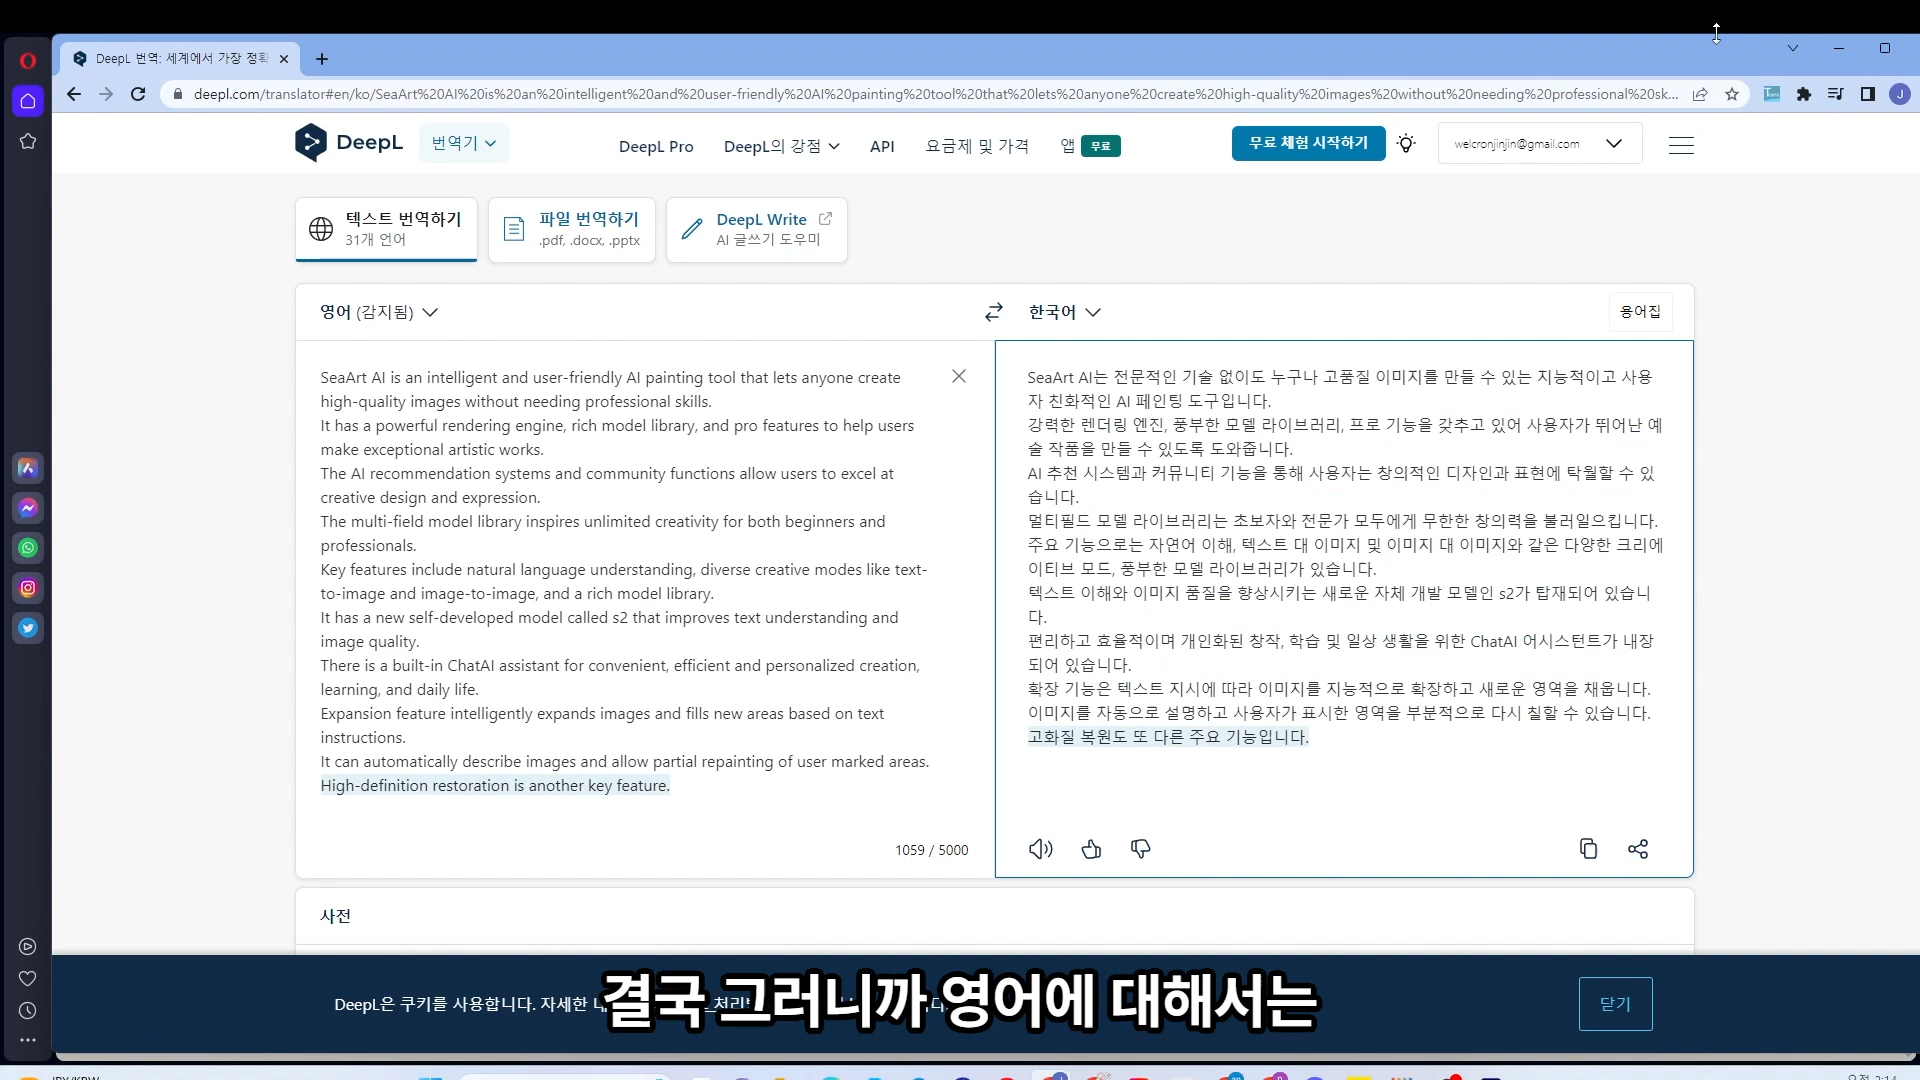 DeepL 번역: 세계에서 가장 정확
deepl.com/translator#en/ko/SeaArt%20AI%20is%20an%20intelligent%20and%20user-friendly%20AI%20painting%20tool%20that%20lets%20anyone%20create%20high-quality%20images%20without%20needing%20professional%20sk...
J
DeepL 번역기 DeepL Pro DeepL의 강점 API 요금제 및 가격 앱 무료 무료 체험 시작하기 welcronjinjin@gmail.com
텍스트 번역하기
31개 언어
파일 번역하기
.pdf, .docx, .pptx
DeepL Write
AI 글쓰기 도우미
영어 (감지됨)
한국어
용어집
SeaArt AI is an intelligent and user-friendly AI painting tool that lets anyone create
high-quality images without needing professional skills.
It has a powerful rendering engine, rich model library, and pro features to help users
make exceptional artistic works.
The AI recommendation systems and community functions allow users to excel at
creative design and expression.
The multi-field model library inspires unlimited creativity for both beginners and
professionals.
Key features include natural language understanding, diverse creative modes like text-
to-image and image-to-image, and a rich model library.
It has a new self-developed model called s2 that improves text understanding and
image quality.
There is a built-in ChatAI assistant for convenient, efficient and personalized creation,
learning, and daily life.
Expansion feature intelligently expands images and fills new areas based on text
instructions.
It can automatically describe images and allow partial repainting of user marked areas.
High-definition restoration is another key feature.
1059 / 5000
SeaArt AI는 전문적인 기술 없이도 누구나 고품질 이미지를 만들 수 있는 지능적이고 사용
자 친화적인 AI 페인팅 도구입니다.
강력한 렌더링 엔진, 풍부한 모델 라이브러리, 프로 기능을 갖추고 있어 사용자가 뛰어난 예
술 작품을 만들 수 있도록 도와줍니다.
AI 추천 시스템과 커뮤니티 기능을 통해 사용자는 창의적인 디자인과 표현에 탁월할 수 있
습니다.
멀티필드 모델 라이브러리는 초보자와 전문가 모두에게 무한한 창의력을 불러일으킵니다.
주요 기능으로는 자연어 이해, 텍스트 대 이미지 및 이미지 대 이미지와 같은 다양한 크리에
이티브 모드, 풍부한 모델 라이브러리가 있습니다.
텍스트 이해와 이미지 품질을 향상시키는 새로운 자체 개발 모델인 s2가 탑재되어 있습니
다.
편리하고 효율적이며 개인화된 창작, 학습 및 일상 생활을 위한 ChatAI 어시스턴트가 내장
되어 있습니다.
확장 기능은 텍스트 지시에 따라 이미지를 지능적으로 확장하고 새로운 영역을 채웁니다.
이미지를 자동으로 설명하고 사용자가 표시한 영역을 부분적으로 다시 칠할 수 있습니다.
고화질 복원도 또 다른 주요 기능입니다.
사전
DeepL은 쿠키를 사용합니다. 자세한
결국 그러니까 영어에 대해서는
닫기